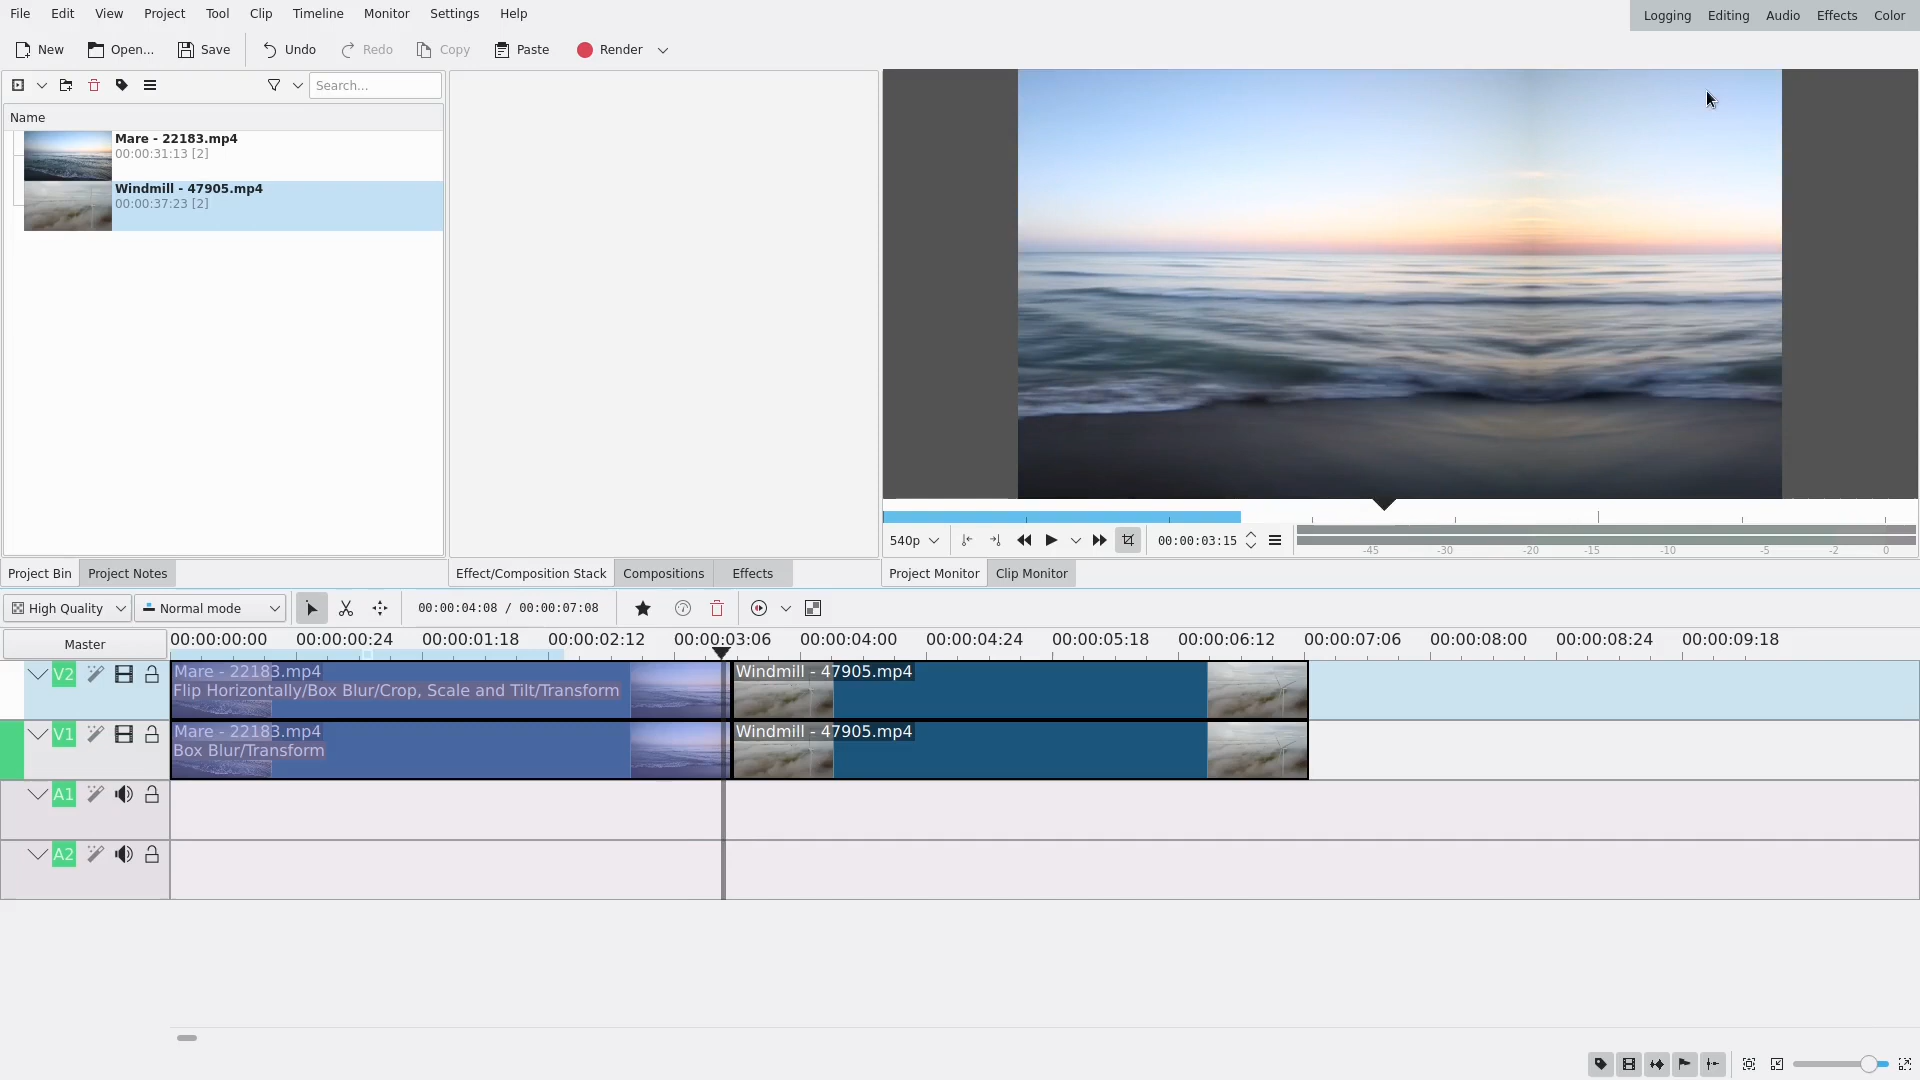 File Edit View Project Tool Clip Timeline Monitor Settings Help
Logging Editing Audio Effects Color
New Open... Save Undo Redo Copy Paste Render
Search...
Name
Mare - 22183.mp4
00:00:31:13 [2]
Windmill - 47905.mp4
00:00:37:23 [2]
540p 00:00:03:15
-45 -30 -20 -15 -10 -5 -2 0
Project Bin Project Notes Effect/Composition Stack Compositions Effects Project Monitor Clip Monitor
High Quality Normal mode 00:00:04:08 / 00:00:07:08
Master 00:00:00:00 00:00:00:24 00:00:01:18 00:00:02:12 00:00:03:06 00:00:04:00 00:00:04:24 00:00:05:18 00:00:06:12 00:00:07:06 00:00:08:00 00:00:08:24 00:00:09:18
V2 Mare - 22183.mp4 Windmill - 47905.mp4
Flip Horizontally/Box Blur/Crop, Scale and Tilt/Transform
V1 Mare - 22183.mp4 Windmill - 47905.mp4
Box Blur/Transform
A1
A2